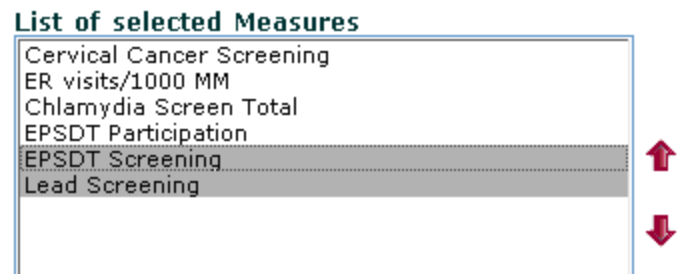 List of selected Measures
Cervical Cancer Screening
ER visits/1000 MM
Chlamydia Screen Total
EPSDT Participation
EPSDT Screening
Lead Screening